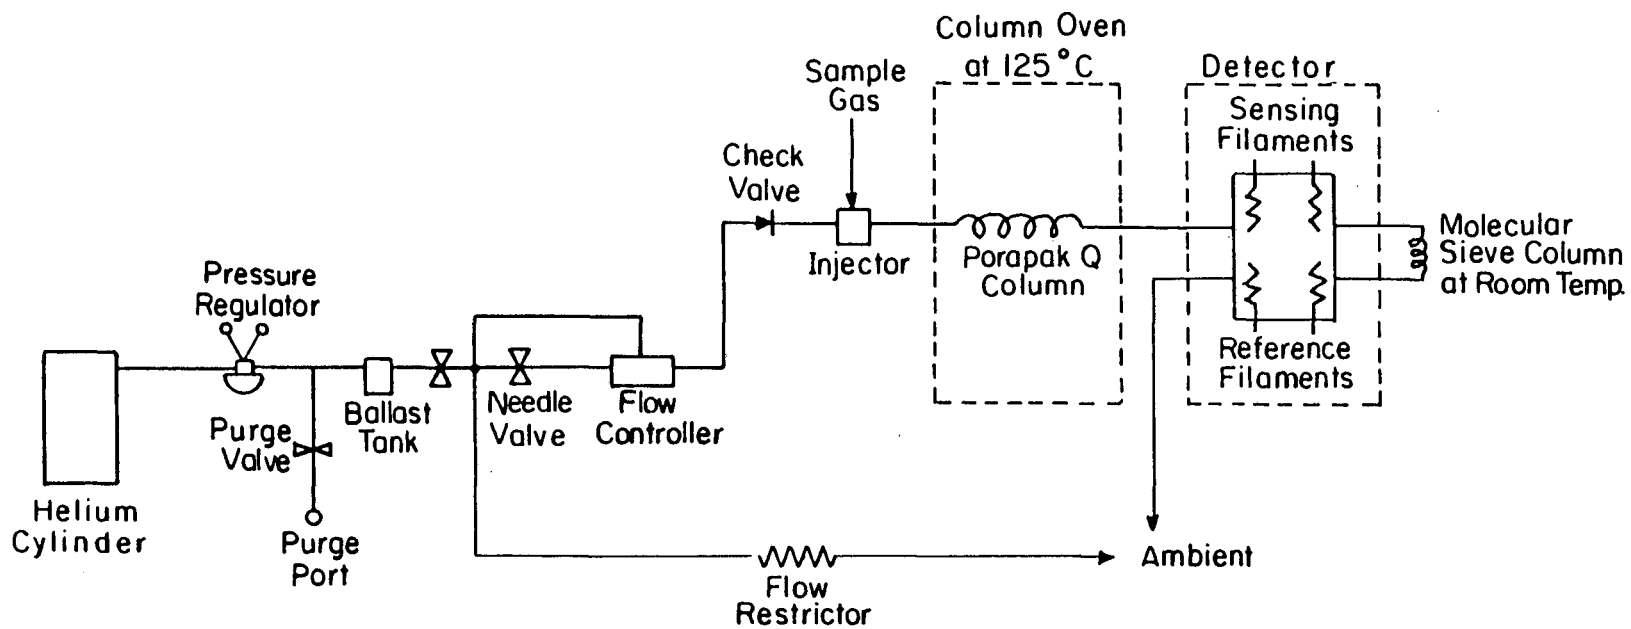 Column Oven
at 125°C
Detector
Sample
Gas
Sensing
Filaments
Check
Valve
Injector
Porapak Q
Column
Molecular
Sieve Column
at Room Temp.
Pressure
Regulator
Reference
Filaments
Ballast
Tank
Needle
Valve
Flow
Controller
Purge
Valve
Helium
Cylinder
Purge
Port
Ambient
Flow
Restrictor